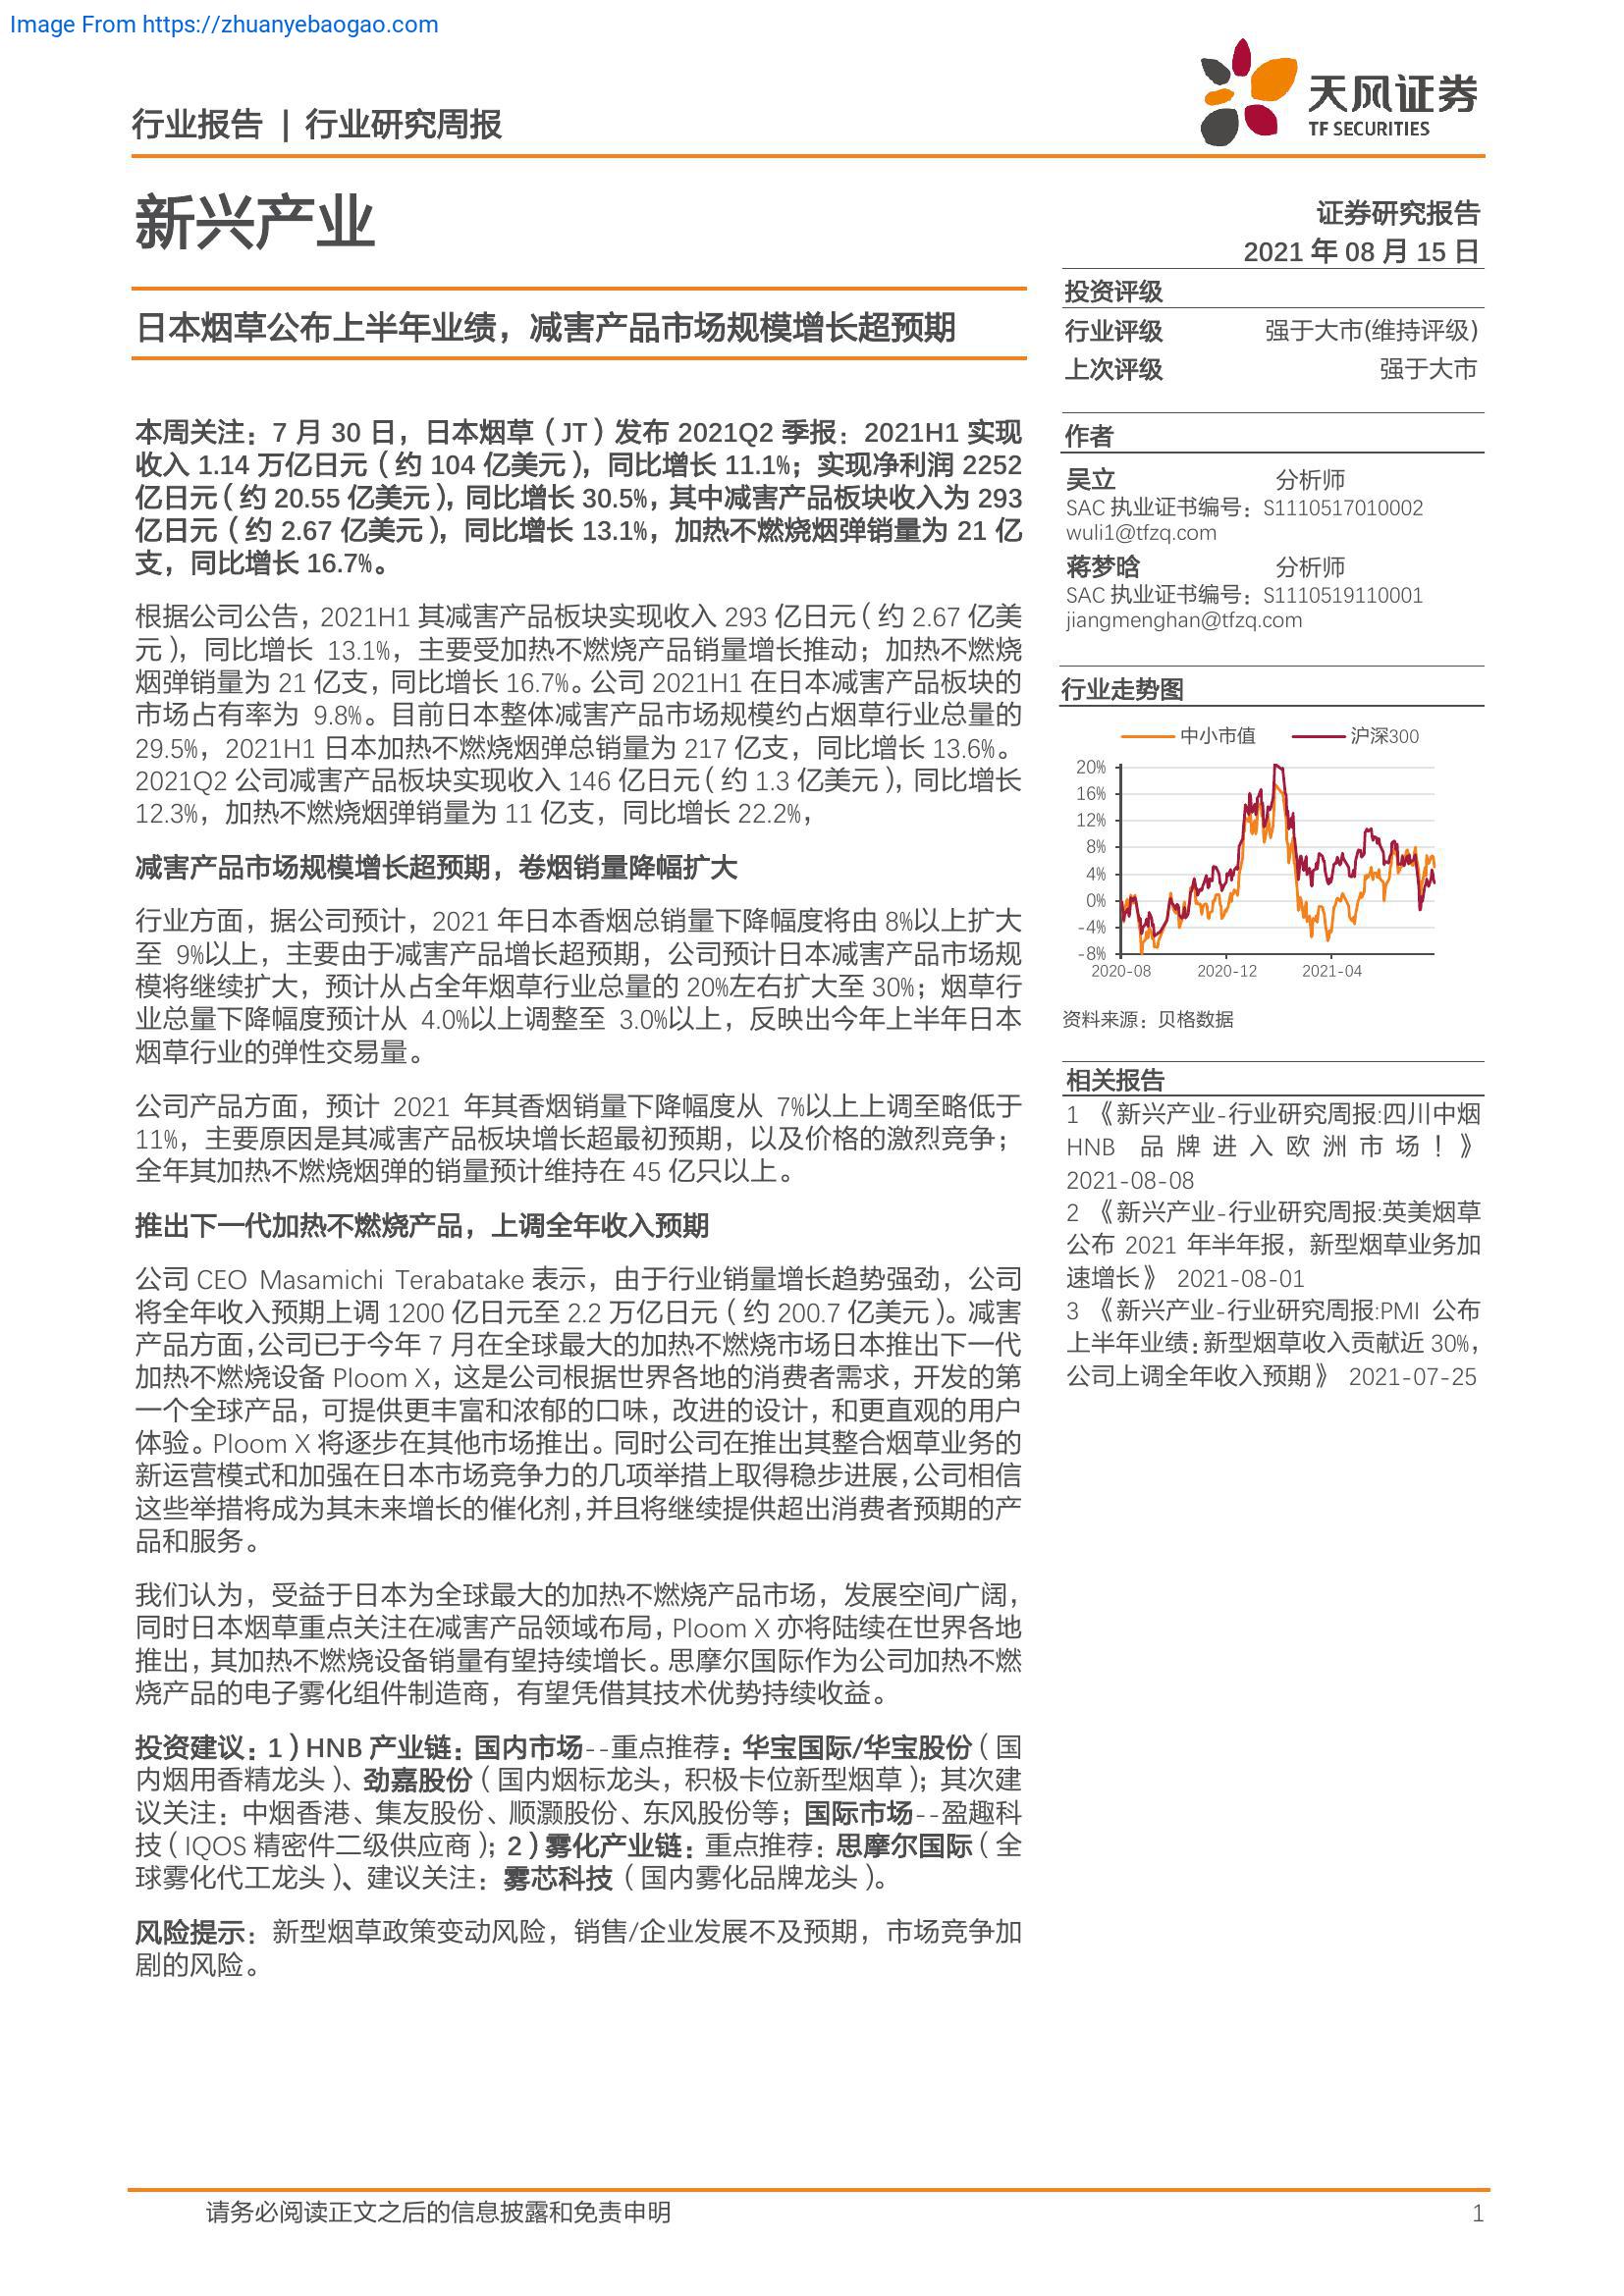 Image From https://zhuanyebaogao.com
行业报告 | 行业研究周报
天风证券
TF SECURITIES
新兴产业
日本烟草公布上半年业绩，减害产品市场规模增长超预期
本周关注：7 月 30 日，日本烟草（JT）发布 2021Q2 季报：2021H1 实现
收入 1.14 万亿日元（约 104 亿美元），同比增长 11.1%；实现净利润 2252
亿日元（约 20.55 亿美元），同比增长 30.5%，其中减害产品板块收入为 293
亿日元（约 2.67 亿美元），同比增长 13.1%，加热不燃烧烟弹销量为 21 亿
支，同比增长 16.7%。
根据公司公告，2021H1 其减害产品板块实现收入 293 亿日元（约 2.67 亿美
元），同比增长 13.1%，主要受加热不燃烧产品销量增长推动；加热不燃烧
烟弹销量为 21 亿支，同比增长 16.7%。公司 2021H1 在日本减害产品板块的
市场占有率为 9.8%。目前日本整体减害产品市场规模约占烟草行业总量的
29.5%，2021H1 日本加热不燃烧烟弹总销量为 217 亿支，同比增长 13.6%。
2021Q2 公司减害产品板块实现收入 146 亿日元（约 1.3 亿美元），同比增长
12.3%，加热不燃烧烟弹销量为 11 亿支，同比增长 22.2%，
减害产品市场规模增长超预期，卷烟销量降幅扩大
行业方面，据公司预计，2021 年日本香烟总销量下降幅度将由 8%以上扩大
至 9%以上，主要由于减害产品增长超预期，公司预计日本减害产品市场规
模将继续扩大，预计从占全年烟草行业总量的 20%左右扩大至 30%；烟草行
业总量下降幅度预计从 4.0%以上调整至 3.0%以上，反映出今年上半年日本
烟草行业的弹性交易量。
公司产品方面，预计 2021 年其香烟销量下降幅度从 7%以上上调至略低于
11%，主要原因是其减害产品板块增长超最初预期，以及价格的激烈竞争；
全年其加热不燃烧烟弹的销量预计维持在 45 亿只以上。
推出下一代加热不燃烧产品，上调全年收入预期
公司 CEO Masamichi Terabatake 表示，由于行业销量增长趋势强劲，公司
将全年收入预期上调 1200 亿日元至 2.2 万亿日元（约 200.7 亿美元）。减害
产品方面，公司已于今年 7 月在全球最大的加热不燃烧市场日本推出下一代
加热不燃烧设备 Ploom X，这是公司根据世界各地的消费者需求，开发的第
一个全球产品，可提供更丰富和浓郁的口味，改进的设计，和更直观的用户
体验。Ploom X 将逐步在其他市场推出。同时公司在推出其整合烟草业务的
新运营模式和加强在日本市场竞争力的几项举措上取得稳步进展，公司相信
这些举措将成为其未来增长的催化剂，并且将继续提供超出消费者预期的产
品和服务。
我们认为，受益于日本为全球最大的加热不燃烧产品市场，发展空间广阔，
同时日本烟草重点关注在减害产品领域布局，Ploom X 亦将陆续在世界各地
推出，其加热不燃烧设备销量有望持续增长。思摩尔国际作为公司加热不燃
烧产品的电子雾化组件制造商，有望凭借其技术优势持续收益。
投资建议：1）HNB 产业链：国内市场--重点推荐：华宝国际/华宝股份（国
内烟用香精龙头）、劲嘉股份（国内烟标龙头，积极卡位新型烟草）；其次建
议关注：中烟香港、集友股份、顺灏股份、东风股份等；国际市场--盈趣科
技（IQOS 精密件二级供应商）；2）雾化产业链：重点推荐：思摩尔国际（全
球雾化代工龙头）、建议关注：雾芯科技（国内雾化品牌龙头）。
风险提示：新型烟草政策变动风险，销售/企业发展不及预期，市场竞争加
剧的风险。
证券研究报告
2021 年 08 月 15 日
投资评级
行业评级 强于大市(维持评级)
上次评级 强于大市
作者
吴立 分析师
SAC 执业证书编号：S1110517010002
wuli1@tfzq.com
蒋梦晗 分析师
SAC 执业证书编号：S1110519110001
jiangmenghan@tfzq.com
行业走势图
中小市值 沪深300
20%
16%
12%
8%
4%
0%
-4%
-8%
2020-08 2020-12 2021-04
资料来源：贝格数据
相关报告
1 《新兴产业-行业研究周报:四川中烟
HNB 品牌进入欧洲市场！》
2021-08-08
2 《新兴产业-行业研究周报:英美烟草
公布 2021 年半年报，新型烟草业务加
速增长》 2021-08-01
3 《新兴产业-行业研究周报:PMI 公布
上半年业绩：新型烟草收入贡献近 30%，
公司上调全年收入预期》 2021-07-25
请务必阅读正文之后的信息披露和免责申明 1